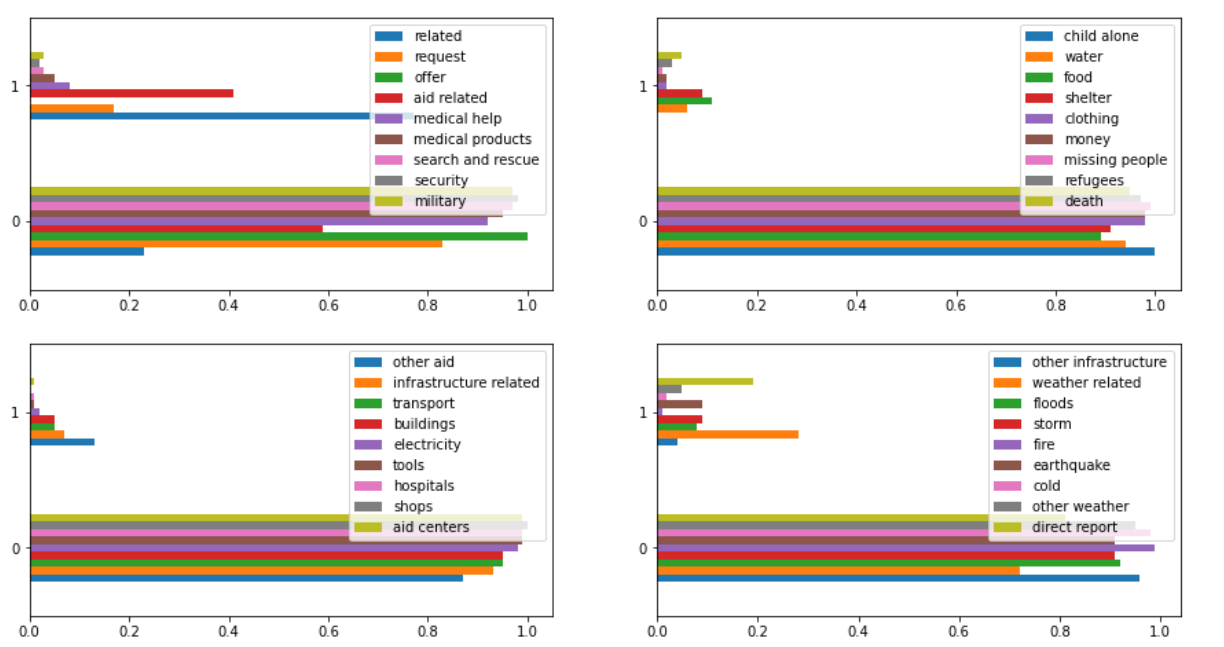 related
request
offer
aid related
medical help
medical products
search and rescue
security
military
1
0
0.0 0.2 0.4 0.6 0.8 1.0
child alone
water
food
shelter
clothing
money
missing people
refugees
death
1
0
0.0 0.2 0.4 0.6 0.8 1.0
other aid
infrastructure related
transport
buildings
electricity
tools
hospitals
shops
aid centers
1
0
0.0 0.2 0.4 0.6 0.8 1.0
other infrastructure
weather related
floods
storm
fire
earthquake
cold
other weather
direct report
1
0
0.0 0.2 0.4 0.6 0.8 1.0